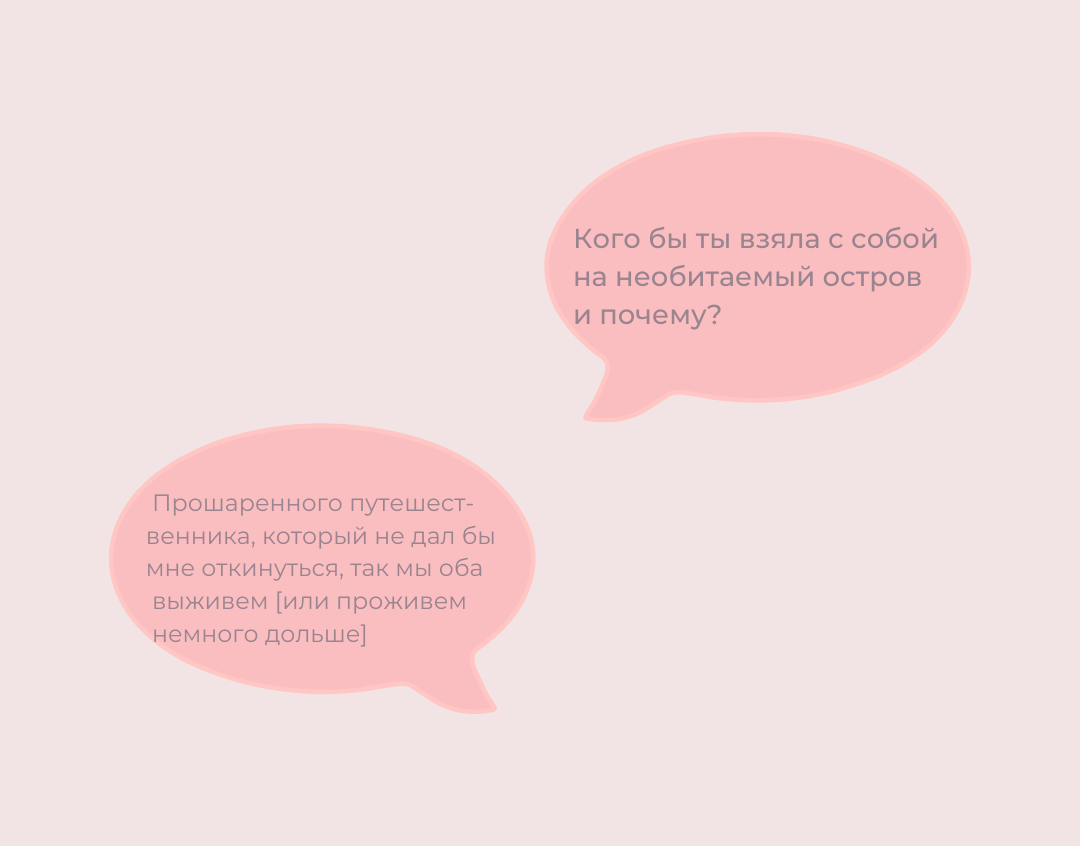 Кого бы ты взяла с собой
на необитаемый остров
и почему?
Прошаренного путешест-
венника, который не дал бы
мне откинуться, так мы оба
выживем [или проживем
немного дольше]